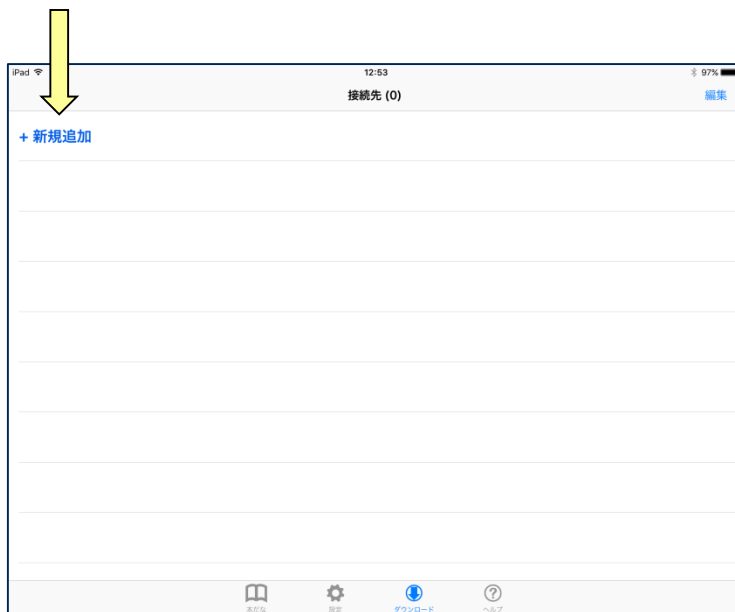 iPad 12:53 97%
接続先 (0) 編集
+ 新規追加
本だな 設定 ダウンロード ヘルプ